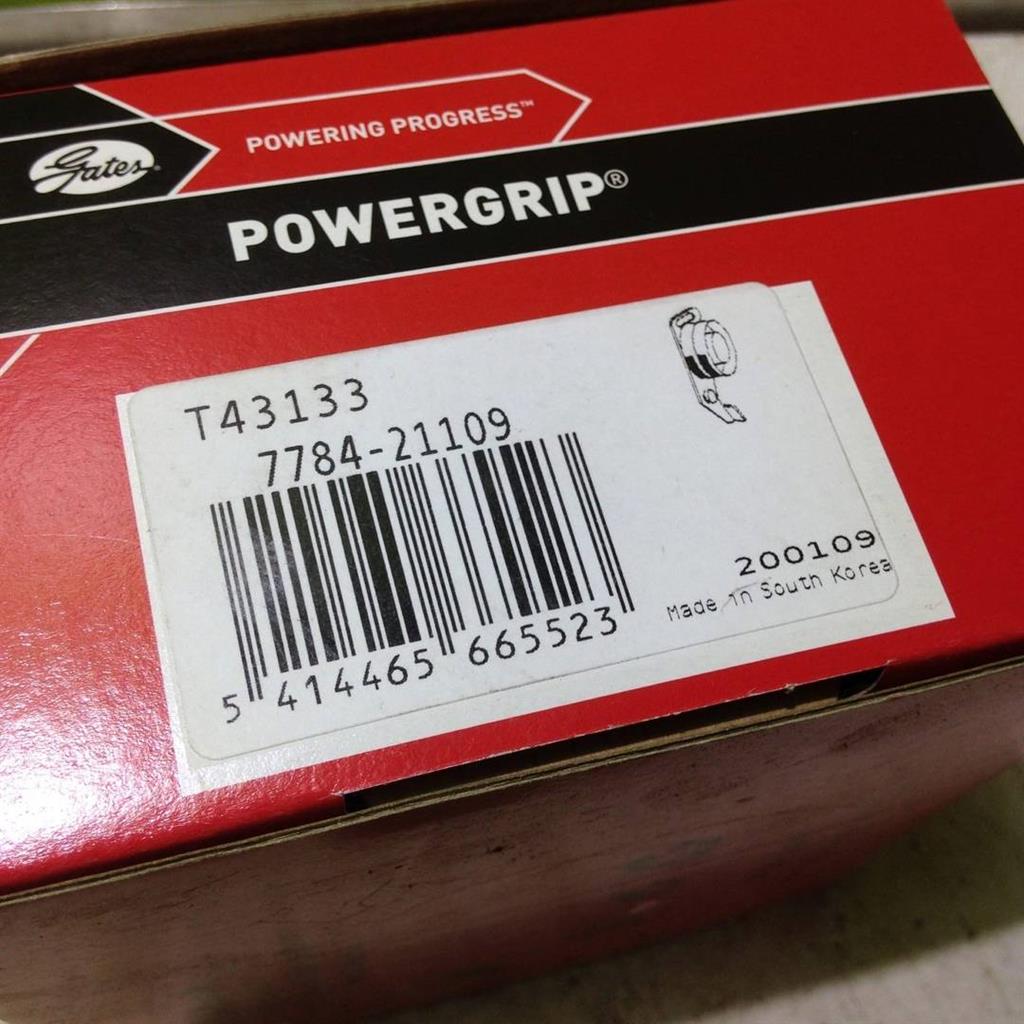 Gates
POWERING PROGRESS™
POWERGRIP®
T43133
7784-21109
5 414465 665523
200109
Made in South Korea